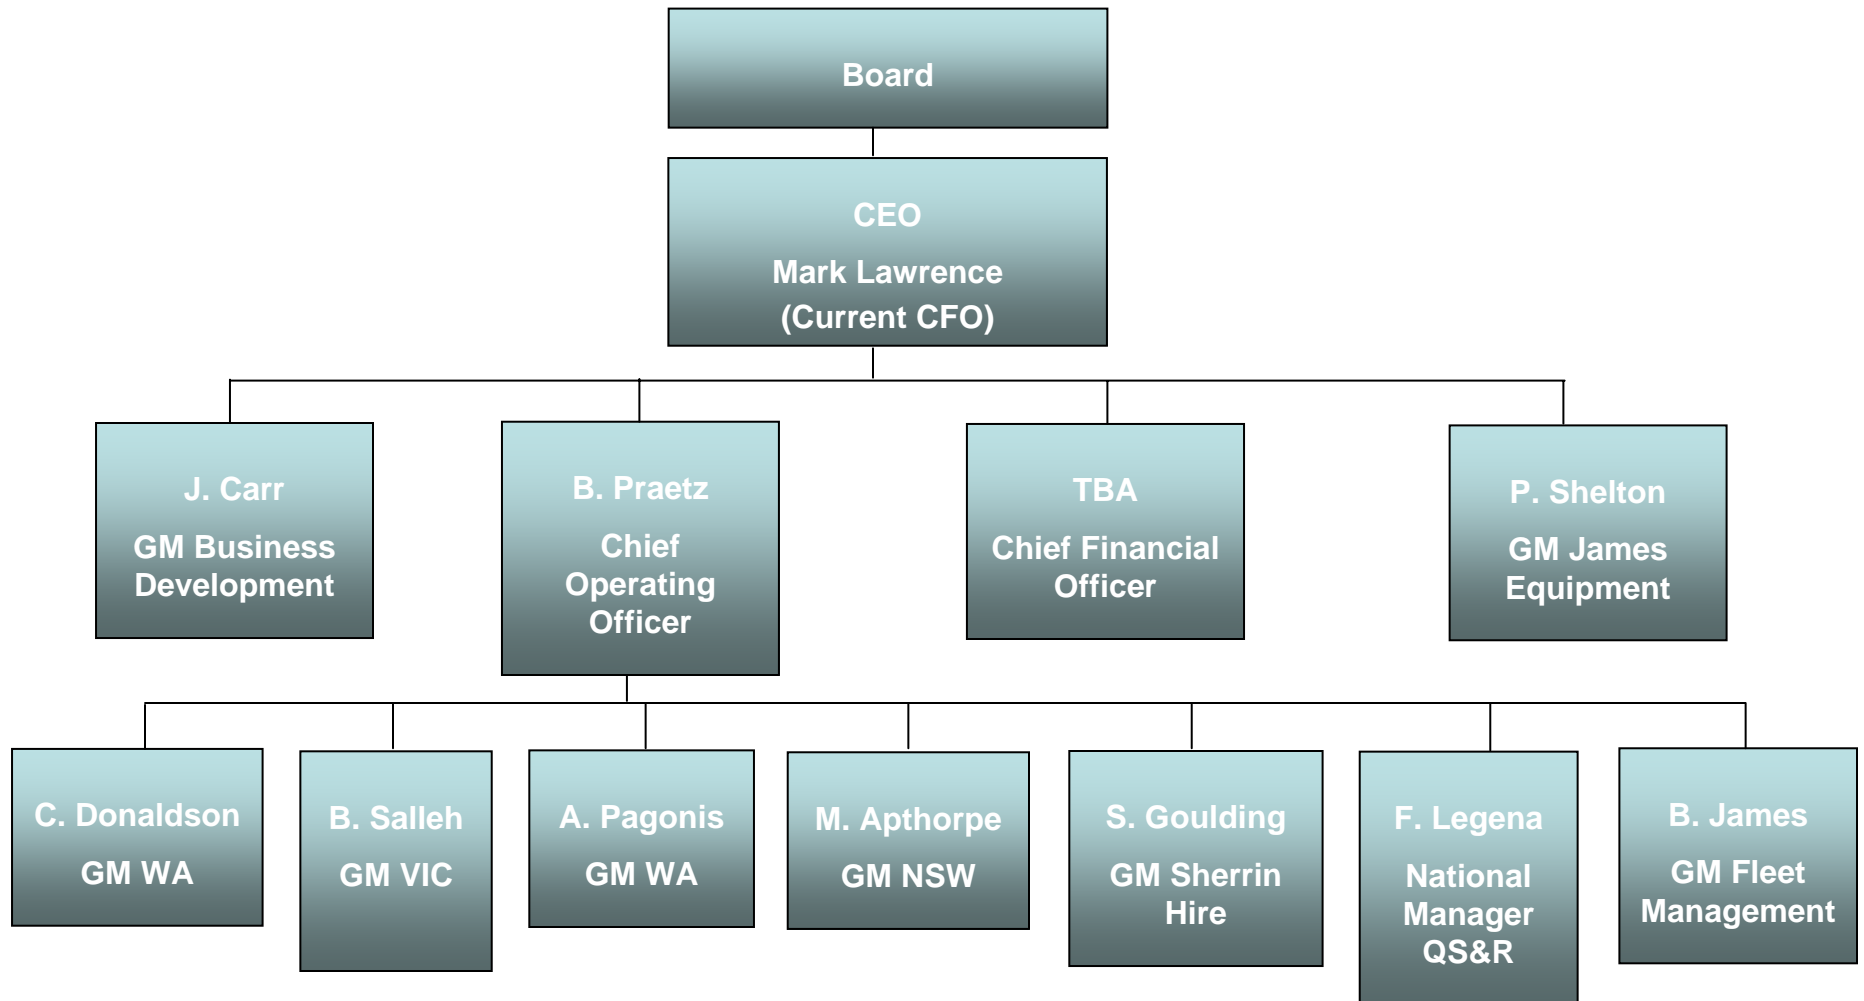 Board
CEO
Mark Lawrence
(Current CFO)
J. Carr
GM Business
Development
B. Praetz
Chief
Operating
Officer
TBA
Chief Financial
Officer
P. Shelton
GM James
Equipment
C. Donaldson
GM WA
B. Salleh
GM VIC
A. Pagonis
GM WA
M. Apthorpe
GM NSW
S. Goulding
GM Sherrin
Hire
F. Legena
National
Manager
QS&R
B. James
GM Fleet
Management